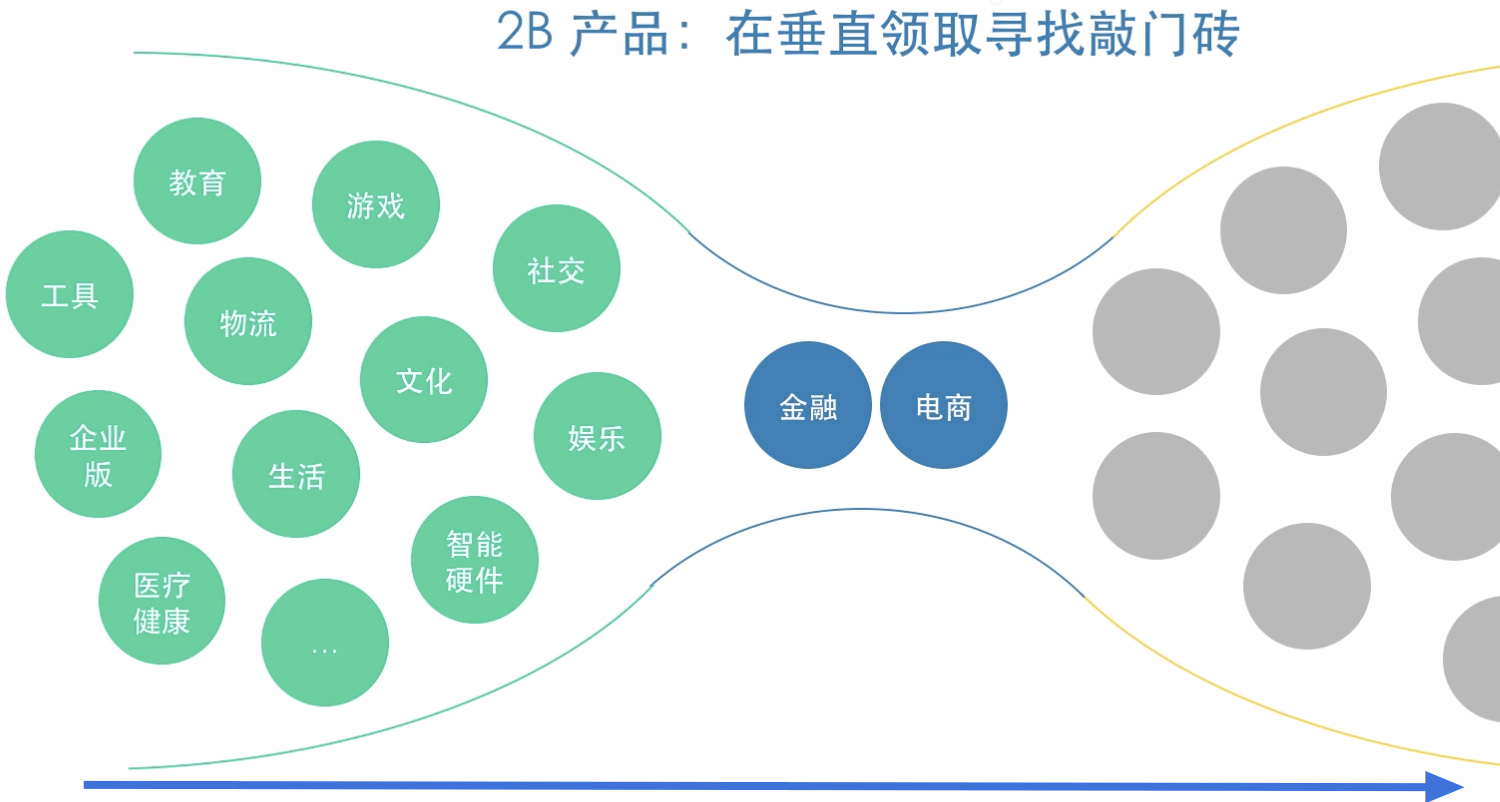 2B 产品：在垂直领取寻找敲门砖
教育
游戏
社交
工具
物流
文化
娱乐
企业
版
生活
智能
硬件
医疗
健康
...
金融
电商